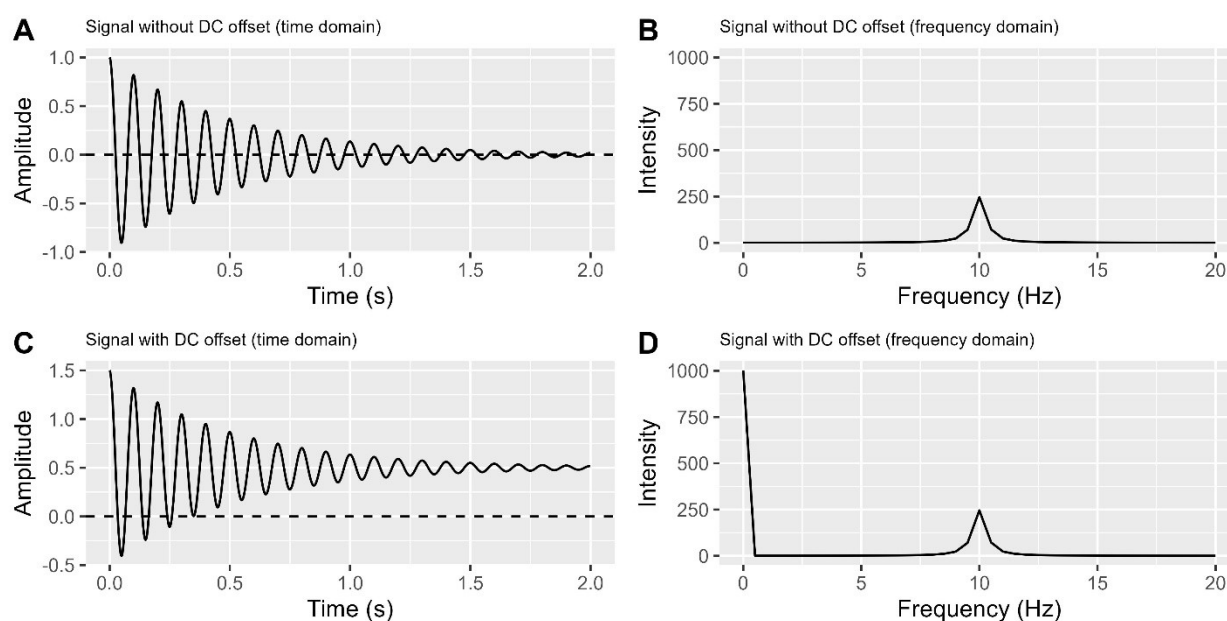 A Signal without DC offset (time domain)
1.0
0.5
0.0
-0.5
-1.0
Amplitude
0.0 0.5 1.0 1.5 2.0
Time (s)
B Signal without DC offset (frequency domain)
1000
750
500
250
0
Intensity
0 5 10 15 20
Frequency (Hz)
C Signal with DC offset (time domain)
1.5
1.0
0.5
0.0
-0.5
Amplitude
0.0 0.5 1.0 1.5 2.0
Time (s)
D Signal with DC offset (frequency domain)
1000
750
500
250
0
Intensity
0 5 10 15 20
Frequency (Hz)